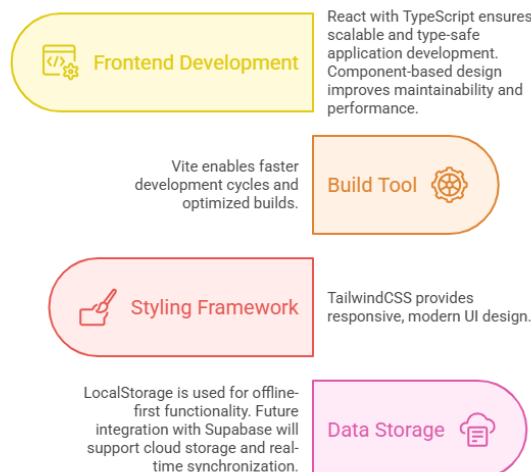 Frontend Development
React with TypeScript ensures
scalable and type-safe
application development.
Component-based design
improves maintainability and
performance.
Vite enables faster
development cycles and
optimized builds.
Build Tool
Styling Framework
TailwindCSS provides
responsive, modern UI design.
LocalStorage is used for offline-
first functionality. Future
integration with Supabase will
support cloud storage and real-
time synchronization.
Data Storage